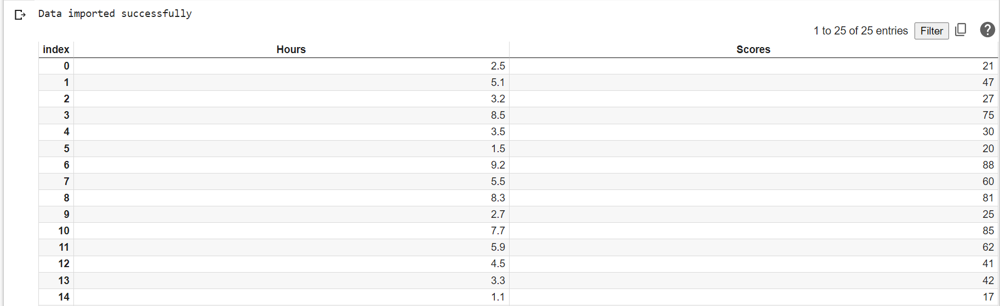 Data imported successfully
1 to 25 of 25 entries Filter
index Hours Scores
0 2.5 21
1 5.1 47
2 3.2 27
3 8.5 75
4 3.5 30
5 1.5 20
6 9.2 88
7 5.5 60
8 8.3 81
9 2.7 25
10 7.7 85
11 5.9 62
12 4.5 41
13 3.3 42
14 1.1 17